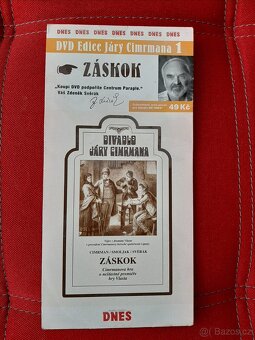 DNES DNES DNES DNES DNES DNES DNES
DVD Edice Járy Cimrmana 1
ZÁSKOK
„Koupí DVD podpoříte Centrum Paraple."
Váš Zdeněk Svěrák
49 Kč
DIVADLO
JÁRY CIMRMANA
CIMRMAN / SMOLJAK / SVĚRÁK
ZÁSKOK
Cimrmanova hra
o nešťastné premiéře
hry Vlasta
DNES
Bazos.cz